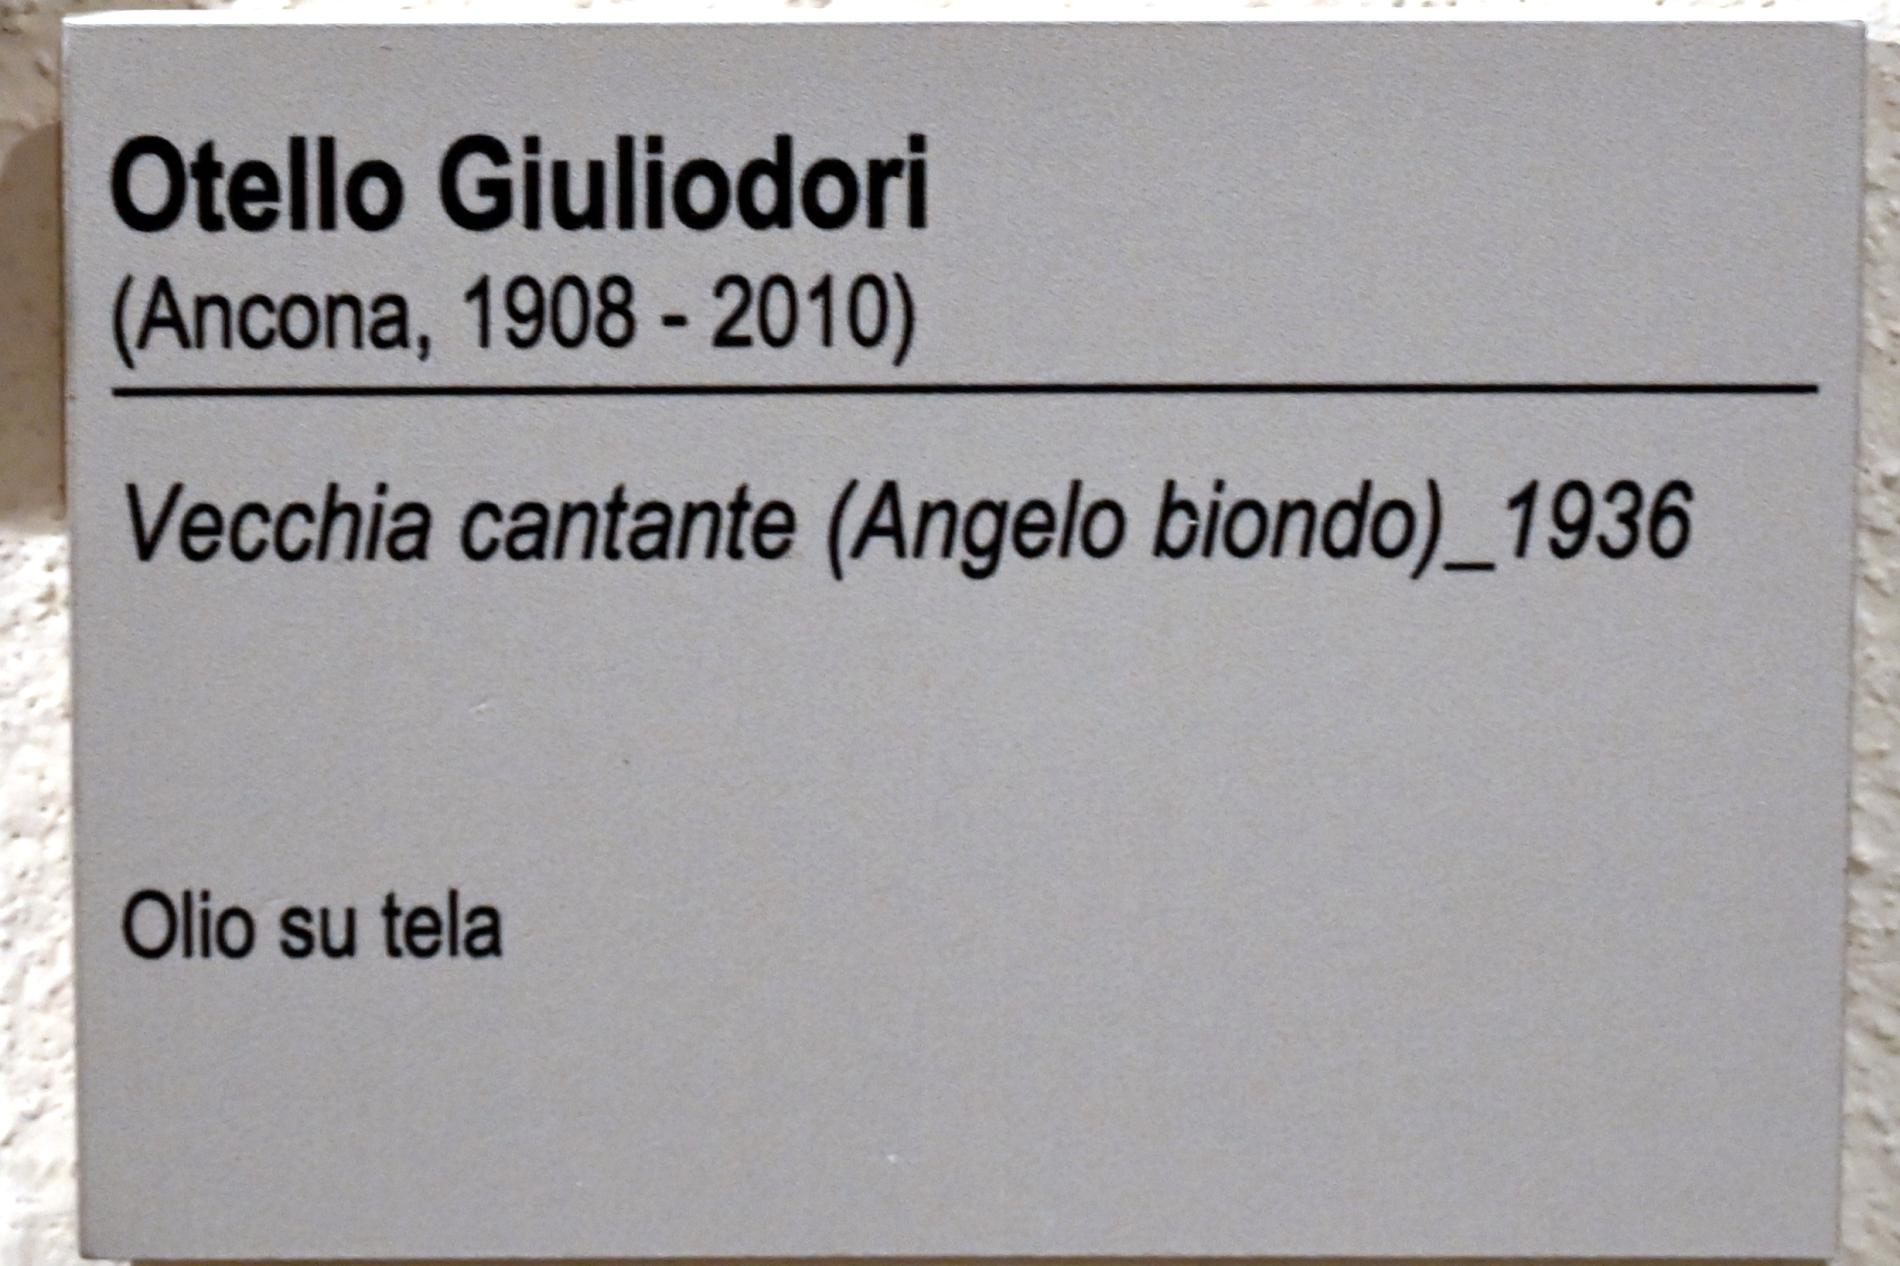 Otello Giuliodori
(Ancona, 1908 - 2010)
Vecchia cantante (Angelo biondo)_1936
Olio su tela